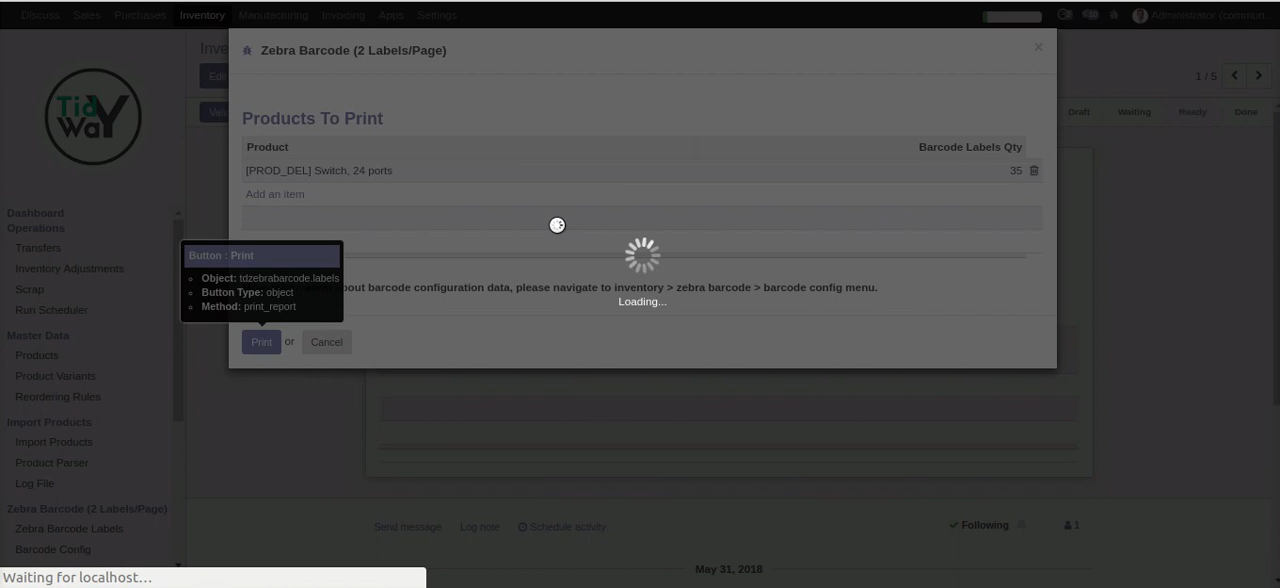 Discuss Sales Purchases Inventory Manufacturing Invoicing Apps Settings
Administrator (commun...
Zebra Barcode (2 Labels/Page)
×
Inve
Edit
1 / 5
Draft Waiting Ready Done
Tidy
Way
Products To Print
Product Barcode Labels Qty
[PROD_DEL] Switch, 24 ports 35
Add an item
Dashboard
Operations
Transfers
Inventory Adjustments
Scrap
Run Scheduler
Master Data
Products
Product Variants
Reordering Rules
Import Products
Import Products
Product Parser
Log File
Zebra Barcode (2 Labels/Page)
Zebra Barcode Labels
Barcode Config
Button : Print
Object: tdzebrabarcode.labels
Button Type: object
Method: print_report
about barcode configuration data, please navigate to inventory > zebra barcode > barcode config menu.
Loading...
Print or Cancel
Send message Log note Schedule activity
Following 1
May 31, 2018
Waiting for localhost…